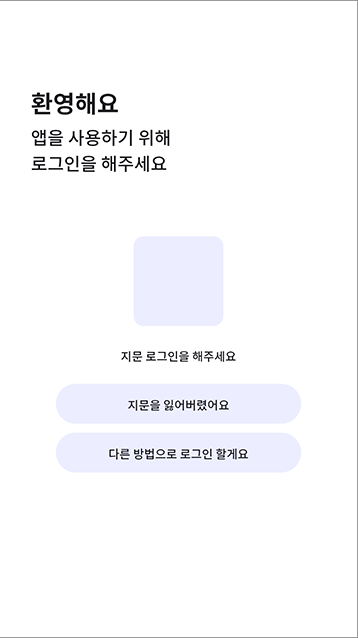 환영해요
앱을 사용하기 위해
로그인을 해주세요
지문 로그인을 해주세요
지문을 잃어버렸어요
다른 방법으로 로그인 할게요